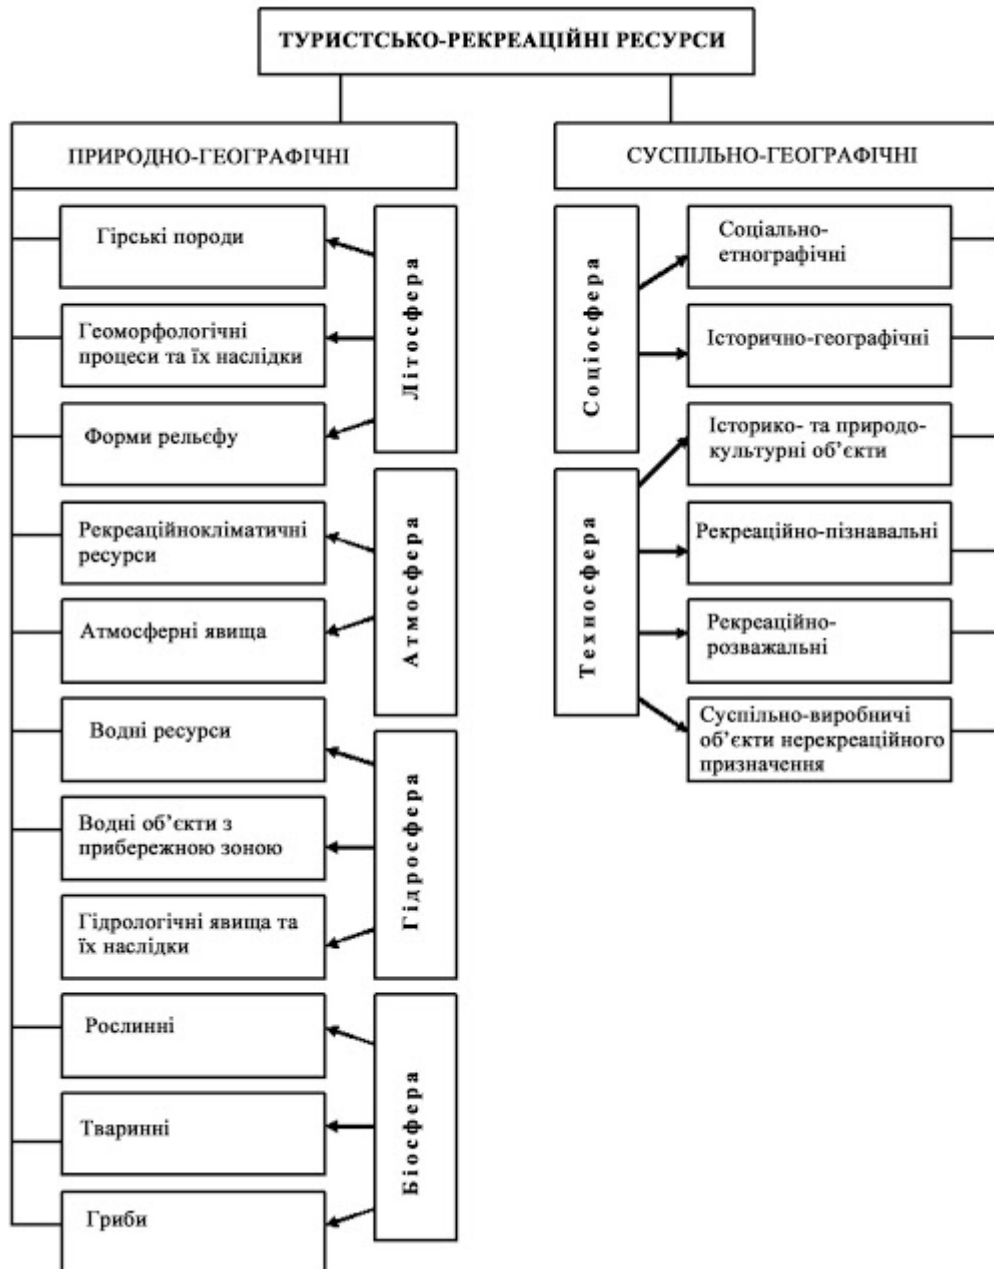 ТУРИСТСЬКО-РЕКРЕАЦІЙНІ РЕСУРСИ
ПРИРОДНО-ГЕОГРАФІЧНІ
Гірські породи
Геоморфологічні
процеси та їх наслідки
Форми рельєфу
Літосфера
Рекреаційнокліматичні
ресурси
Атмосферні явища
Атмосфера
Водні ресурси
Водні об’єкти з
прибережною зоною
Гідрологічні явища та
їх наслідки
Гідросфера
Рослинні
Тваринні
Гриби
Біосфера
СУСПІЛЬНО-ГЕОГРАФІЧНІ
Соціосфера
Соціально-
етнографічні
Історично-географічні
Техносфера
Історико- та природо-
культурні об’єкти
Рекреаційно-пізнавальні
Рекреаційно-
розважальні
Суспільно-виробничі
об’єкти нерекреаційного
призначення